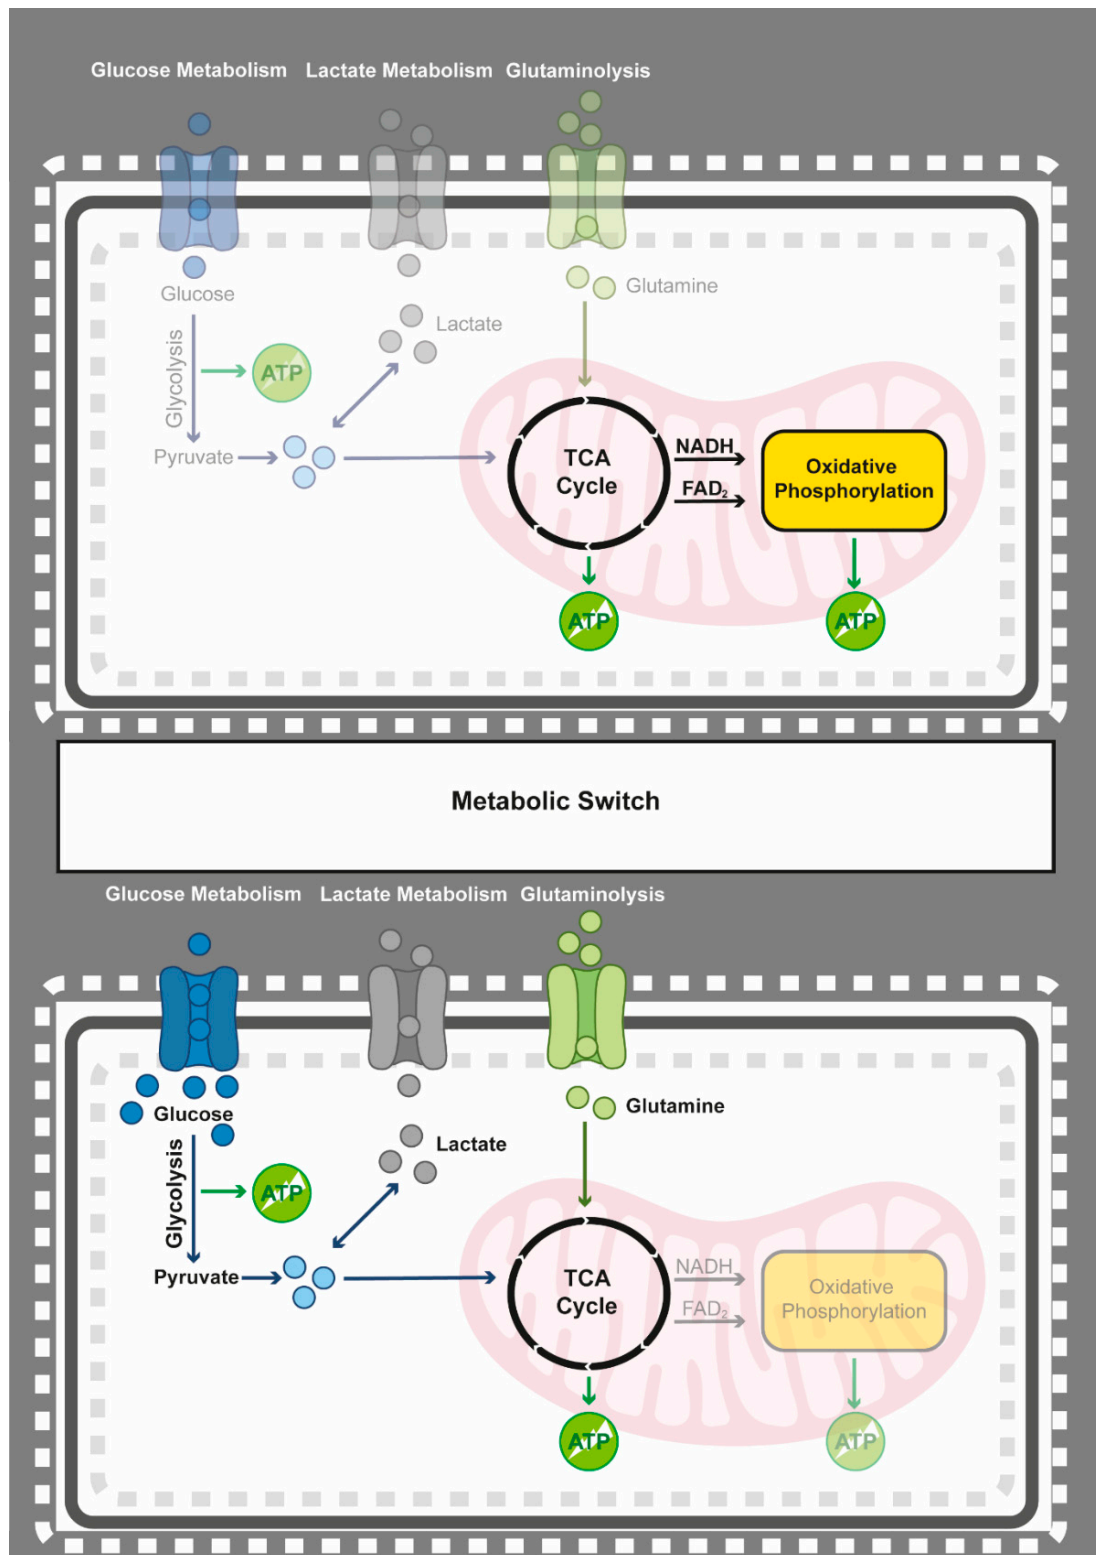 Glucose Metabolism Lactate Metabolism Glutaminolysis
Glucose
Glutamine
Lactate
Glycolysis
ATP
Pyruvate
TCA
Cycle
NADH
FAD₂
Oxidative
Phosphorylation
ATP
ATP
Metabolic Switch
Glucose Metabolism Lactate Metabolism Glutaminolysis
Glucose
Glutamine
Lactate
Glycolysis
ATP
Pyruvate
TCA
Cycle
NADH
FAD₂
Oxidative
Phosphorylation
ATP
ATP